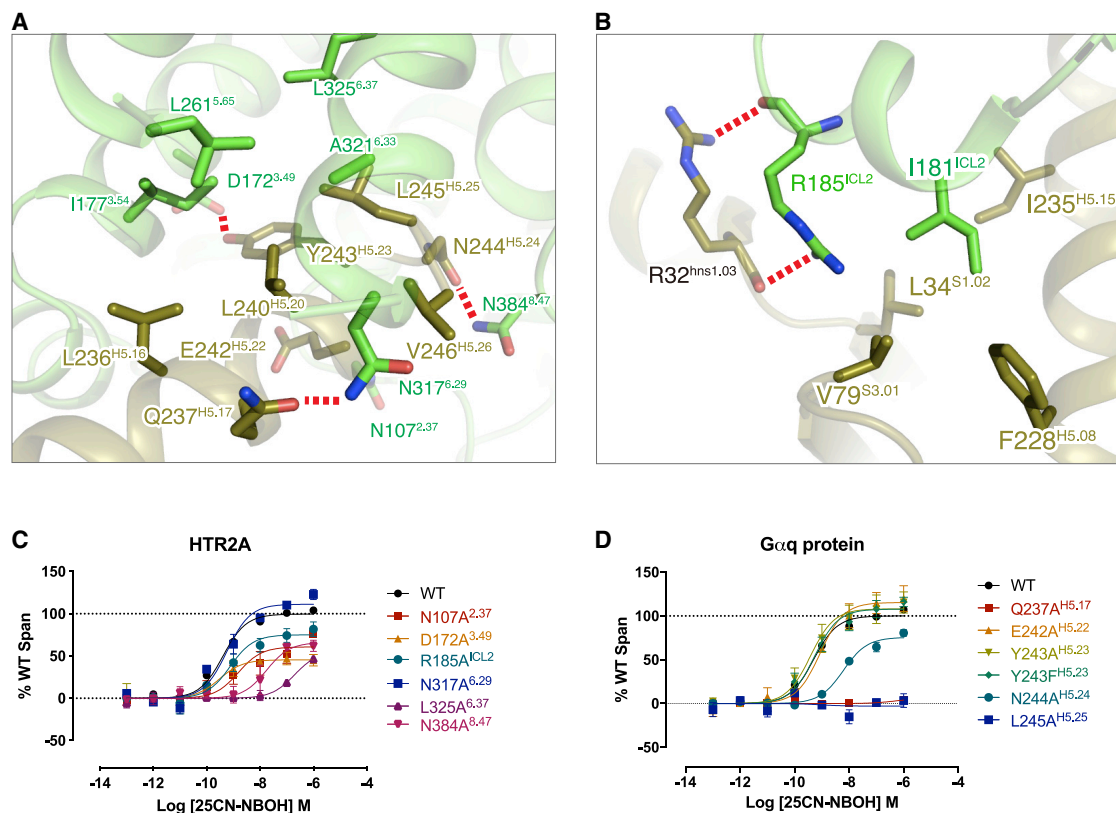 A
L325^6.37
L261^5.65
A321^6.33
D172^3.49
L245^H5.25
I177^3.54
Y243^H5.23
N244^H5.24
L240^H5.20
N384^8.47
L236^H5.16
E242^H5.22
V246^H5.26
N317^6.29
Q237^H5.17
N107^2.37
B
I181^ICL2
R185^ICL2
I235^H5.15
R32^hns1.03
L34^S1.02
V79^S3.01
F228^H5.08
C
HTR2A
% WT Span
150
100
50
0
-50
-14 -12 -10 -8 -6 -4
Log [25CN-NBOH] M
WT
N107A^2.37
D172A^3.49
R185A^ICL2
N317A^6.29
L325A^6.37
N384A^8.47
D
Gαq protein
% WT Span
150
100
50
0
-50
-14 -12 -10 -8 -6 -4
Log [25CN-NBOH] M
WT
Q237A^H5.17
E242A^H5.22
Y243A^H5.23
Y243F^H5.23
N244A^H5.24
L245A^H5.25